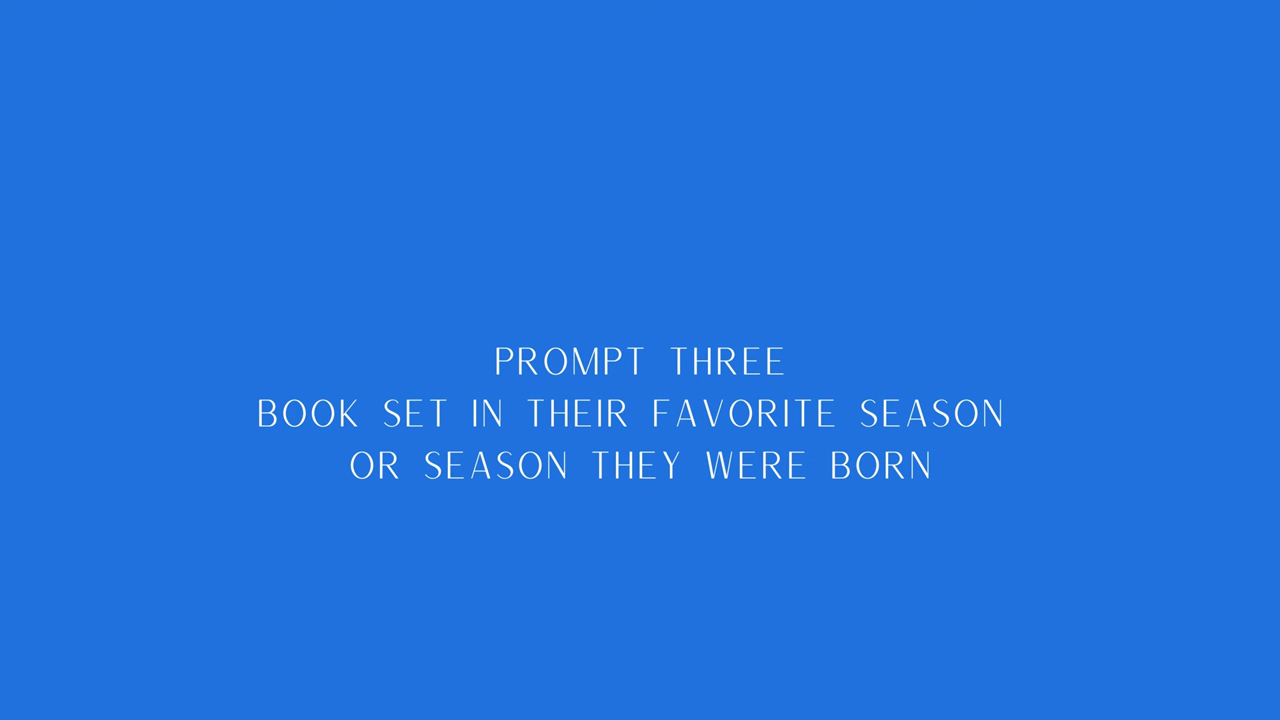 PROMPT THREE
BOOK SET IN THEIR FAVORITE SEASON
OR SEASON THEY WERE BORN